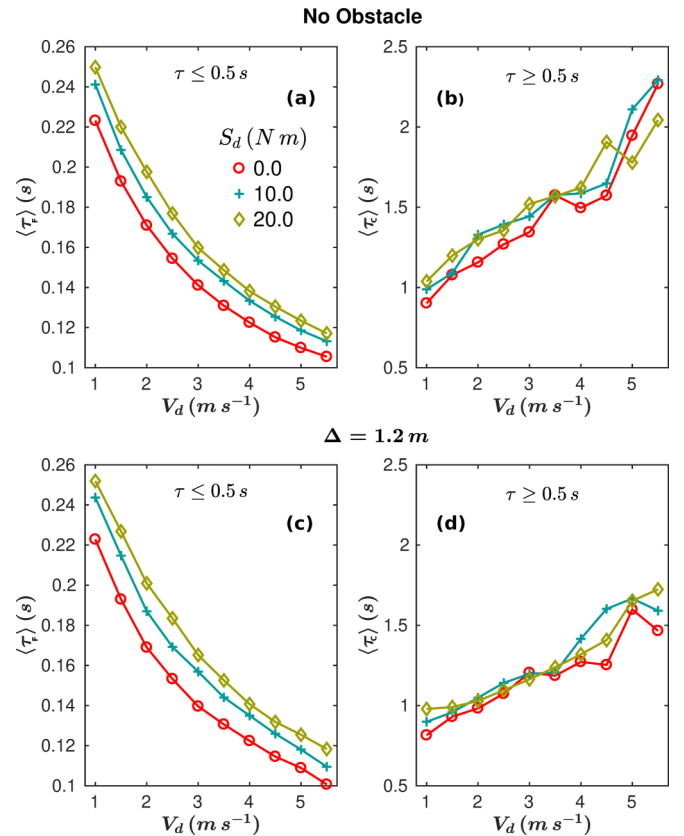 No Obstacle
0.26
0.24
0.22
0.2
0.18
0.16
0.14
0.12
0.1
⟨τF⟩ (s)
τ ≤ 0.5 s
(a)
S_d (N m)
0.0
10.0
20.0
1 2 3 4 5
V_d (m s⁻¹)
2.5
2
1.5
1
0.5
⟨τC⟩ (s)
τ ≥ 0.5 s
(b)
1 2 3 4 5
V_d (m s⁻¹)
Δ = 1.2 m
0.26
0.24
0.22
0.2
0.18
0.16
0.14
0.12
0.1
⟨τF⟩ (s)
τ ≤ 0.5 s
(c)
1 2 3 4 5
V_d (m s⁻¹)
2.5
2
1.5
1
0.5
⟨τC⟩ (s)
τ ≥ 0.5 s
(d)
1 2 3 4 5
V_d (m s⁻¹)